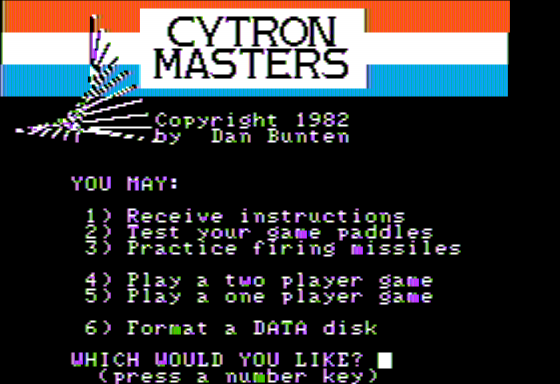 CYTRON
MASTERS
Copyright 1982
by Dan Bunten
YOU MAY:
1) Receive instructions
2) Test your game paddles
3) Practice firing missiles
4) Play a two player game
5) Play a one player game
6) Format a DATA disk
WHICH WOULD YOU LIKE?
(press a number key)